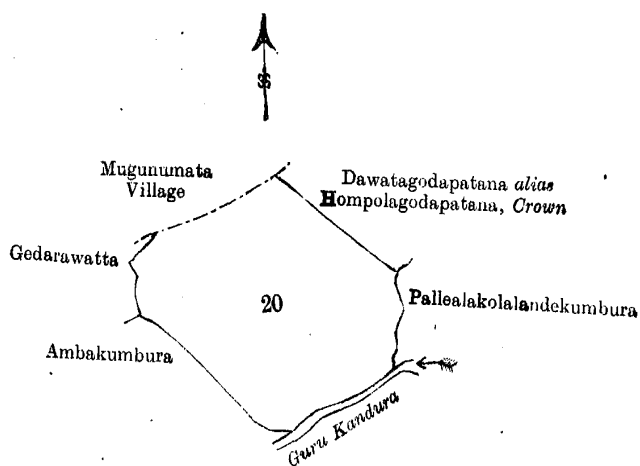 Mugunumata
Village
Dawatagodapatana alias
Hompolagodapatana, Crown
Gedarawatta
20
Pallealakolalandekumbura
Ambakumbura
Guru Kandura